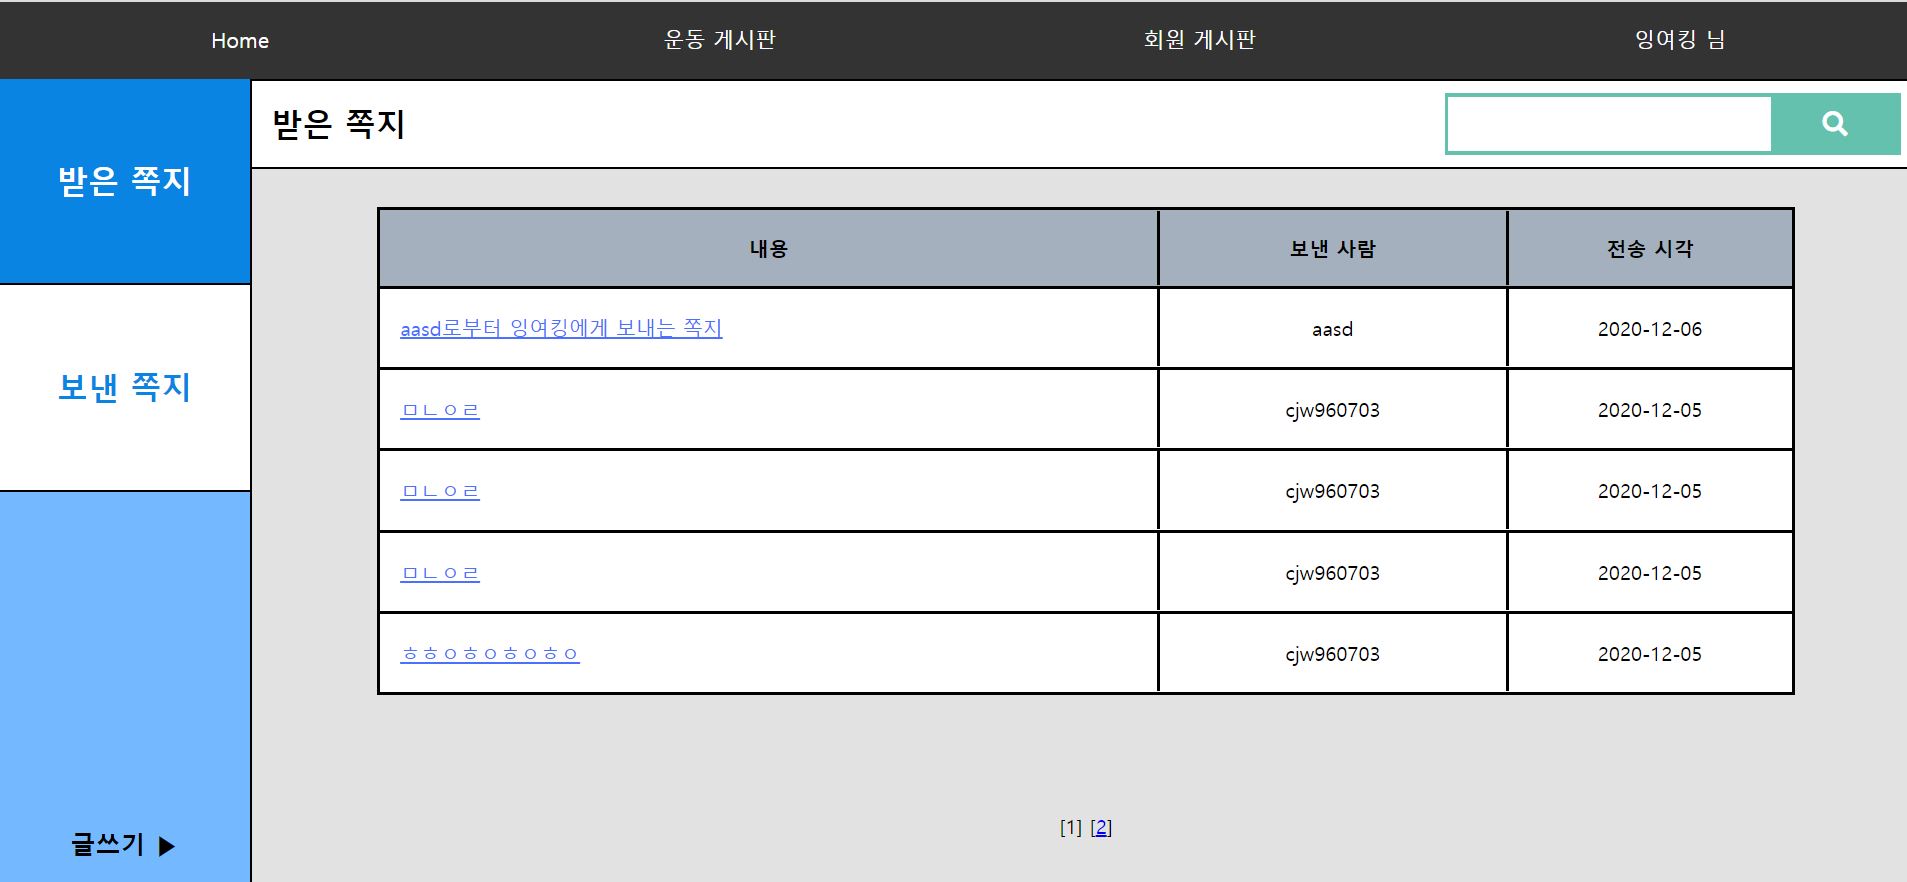 Home 운동 게시판 회원 게시판 잉여킹 님
받은 쪽지
보낸 쪽지
글쓰기 ▶
받은 쪽지
내용 보낸 사람 전송 시각
aasd로부터 잉여킹에게 보내는 쪽지 aasd 2020-12-06
ㅁㄴㅇㄹ cjw960703 2020-12-05
ㅁㄴㅇㄹ cjw960703 2020-12-05
ㅁㄴㅇㄹ cjw960703 2020-12-05
ㅎㅎㅇㅎㅇㅎㅇㅎㅇ cjw960703 2020-12-05
[1] [2]